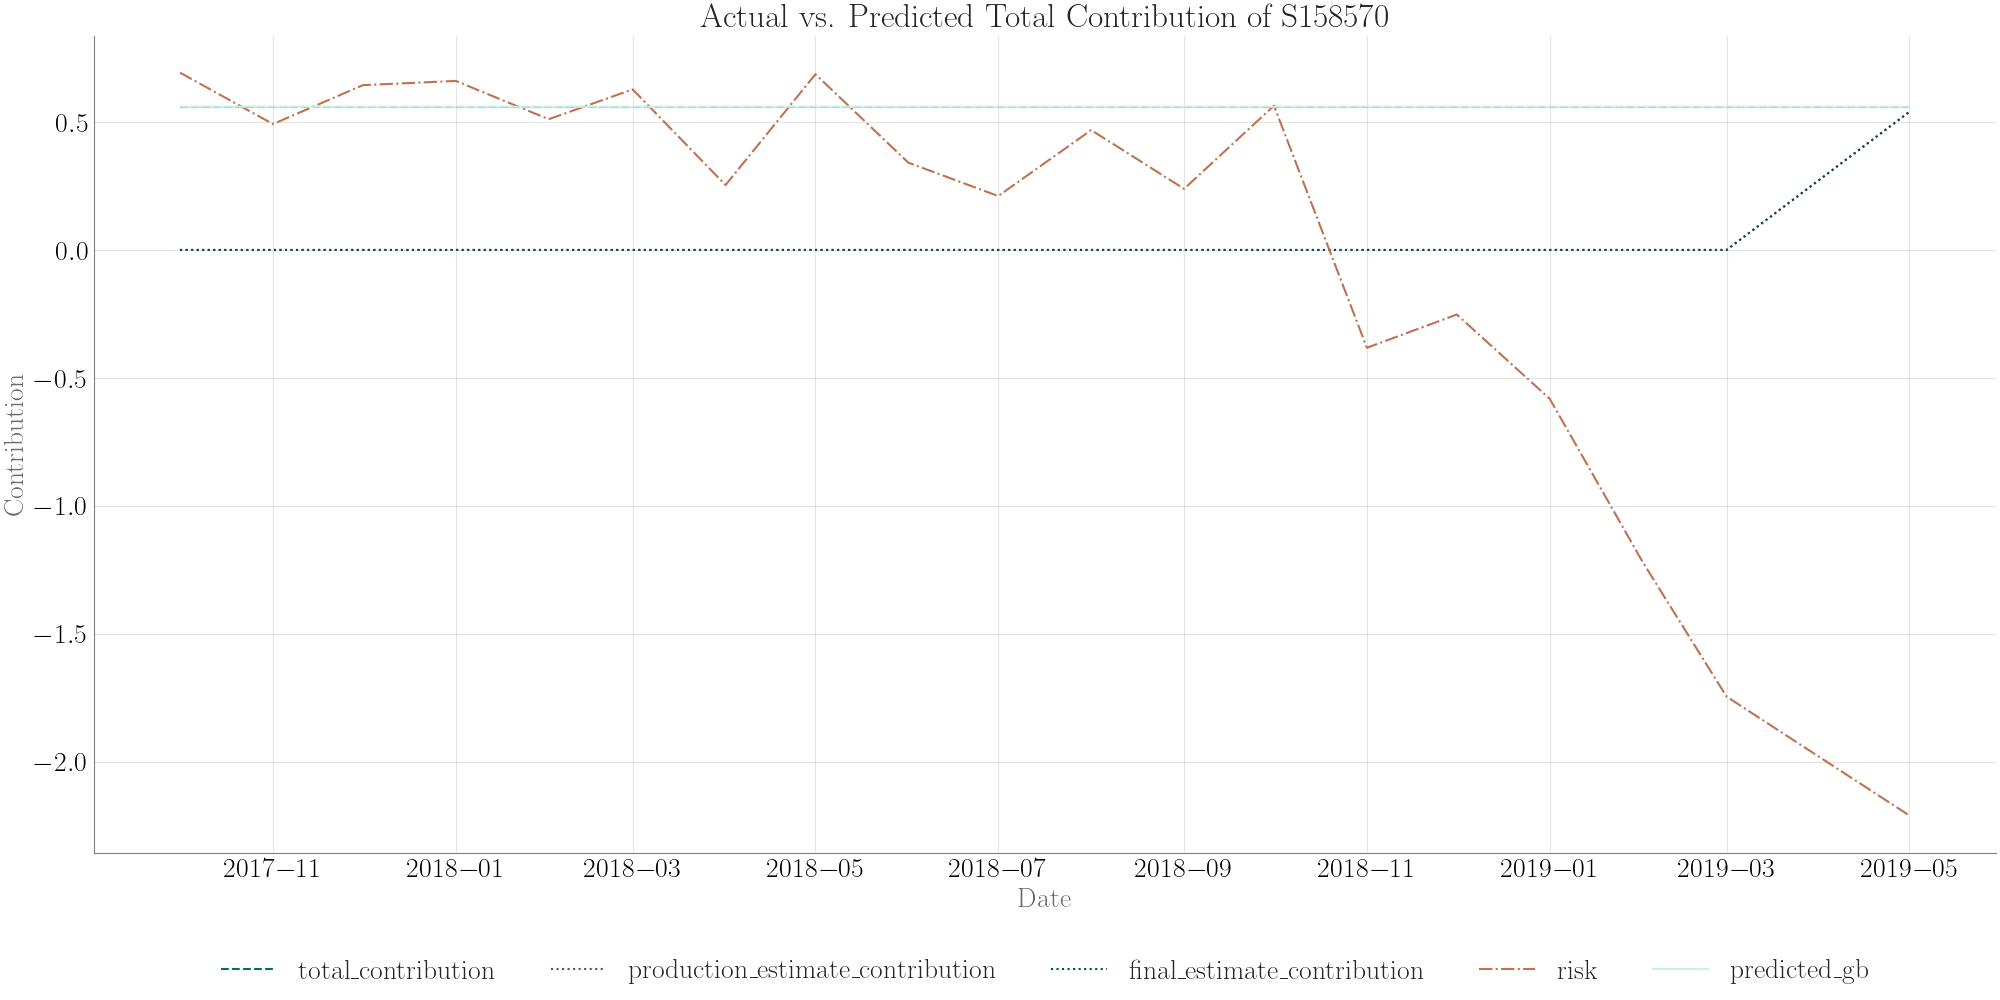 Actual vs. Predicted Total Contribution of S158570
Contribution
0.5
0.0
−0.5
−1.0
−1.5
−2.0
2017−11 2018−01 2018−03 2018−05 2018−07 2018−09 2018−11 2019−01 2019−03 2019−05
Date
total_contribution production_estimate_contribution final_estimate_contribution risk predicted_gb